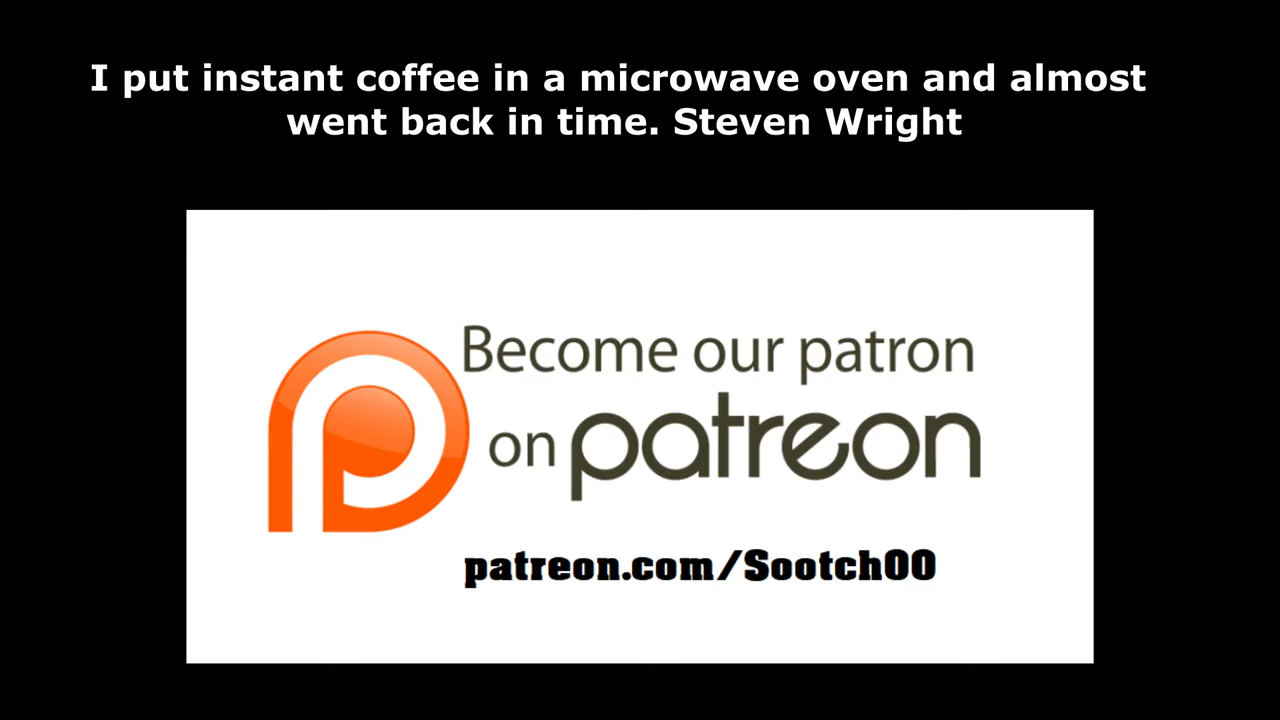 I put instant coffee in a microwave oven and almost
went back in time. Steven Wright
Become our patron
on patreon
patreon.com/Sootch00